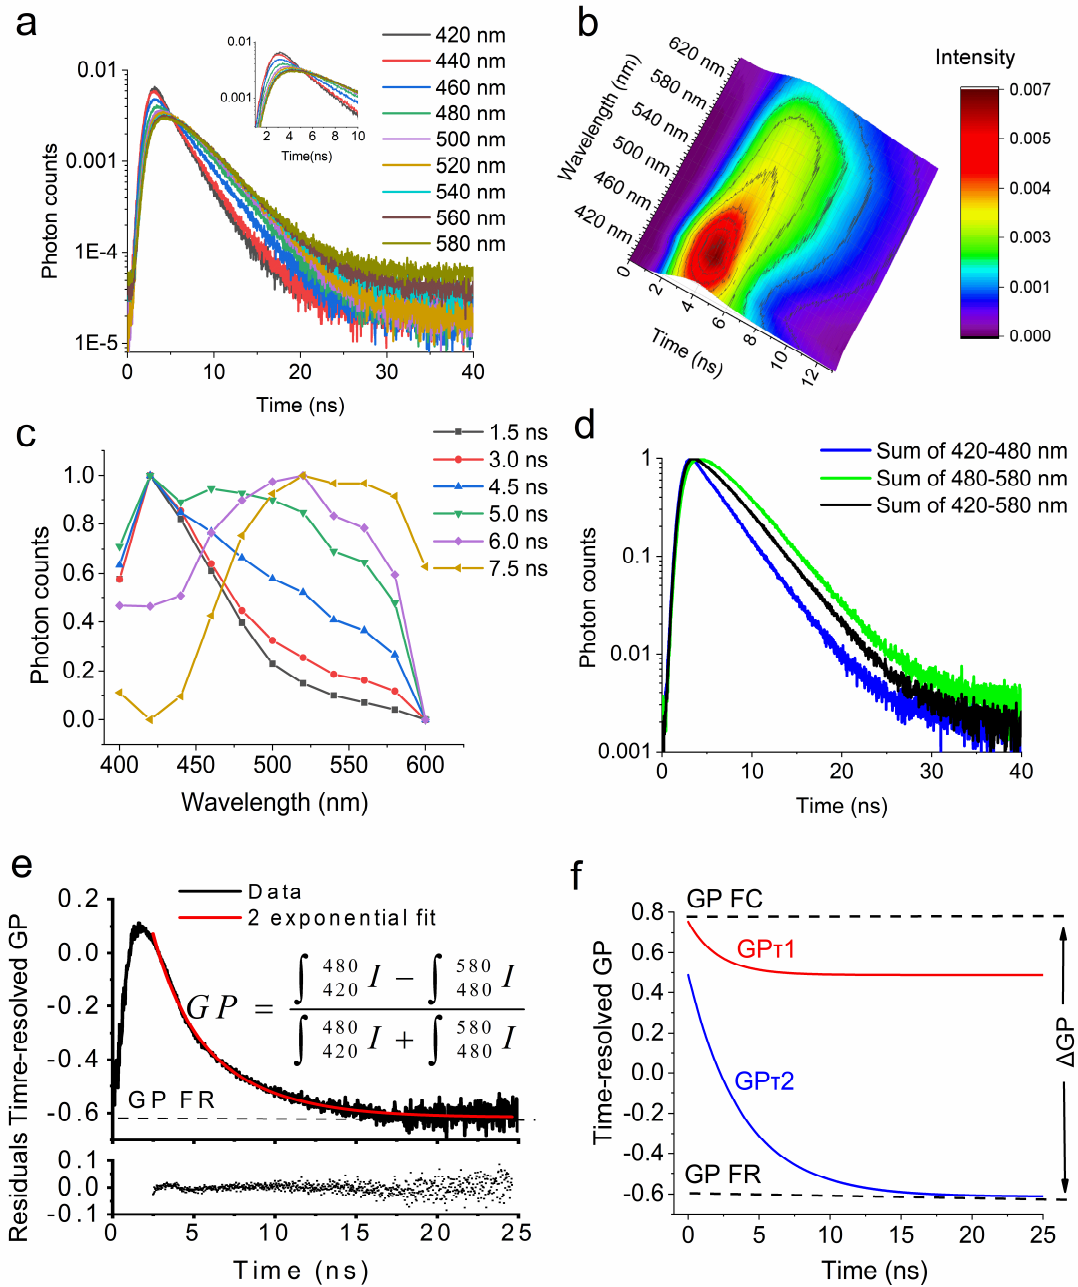 a
420 nm
440 nm
460 nm
480 nm
500 nm
520 nm
540 nm
560 nm
580 nm
0.01
0.001
1E-4
1E-5
0 10 20 30 40
Photon counts
Time (ns)
0.01
0.001
2 4 6 8 10
Time(ns)
b
Wavelength (nm)
620 nm
580 nm
540 nm
500 nm
460 nm
420 nm
0 2 4 6 8 10 12
Time (ns)
Intensity
0.007
0.005
0.004
0.003
0.001
0.000
c
1.5 ns
3.0 ns
4.5 ns
5.0 ns
6.0 ns
7.5 ns
1.0
0.8
0.6
0.4
0.2
0.0
Photon counts
400 450 500 550 600
Wavelength (nm)
d
Sum of 420-480 nm
Sum of 480-580 nm
Sum of 420-580 nm
1
0.1
0.01
0.001
Photon counts
0 10 20 30 40
Time (ns)
e
Data
2 exponential fit
0.2
0.0
-0.2
-0.4
-0.6
GP = ∫ 480 420 I − ∫ 580 480 I
∫ 480 420 I + ∫ 580 480 I
GP FR
Residuals Timre-resolved GP
0.1
0.0
-0.1
0 5 10 15 20 25
Time (ns)
f
GP FC
GPτ1
GPτ2
GP FR
ΔGP
0.8
0.6
0.4
0.2
0.0
-0.2
-0.4
-0.6
Time-resolved GP
0 5 10 15 20 25
Time (ns)